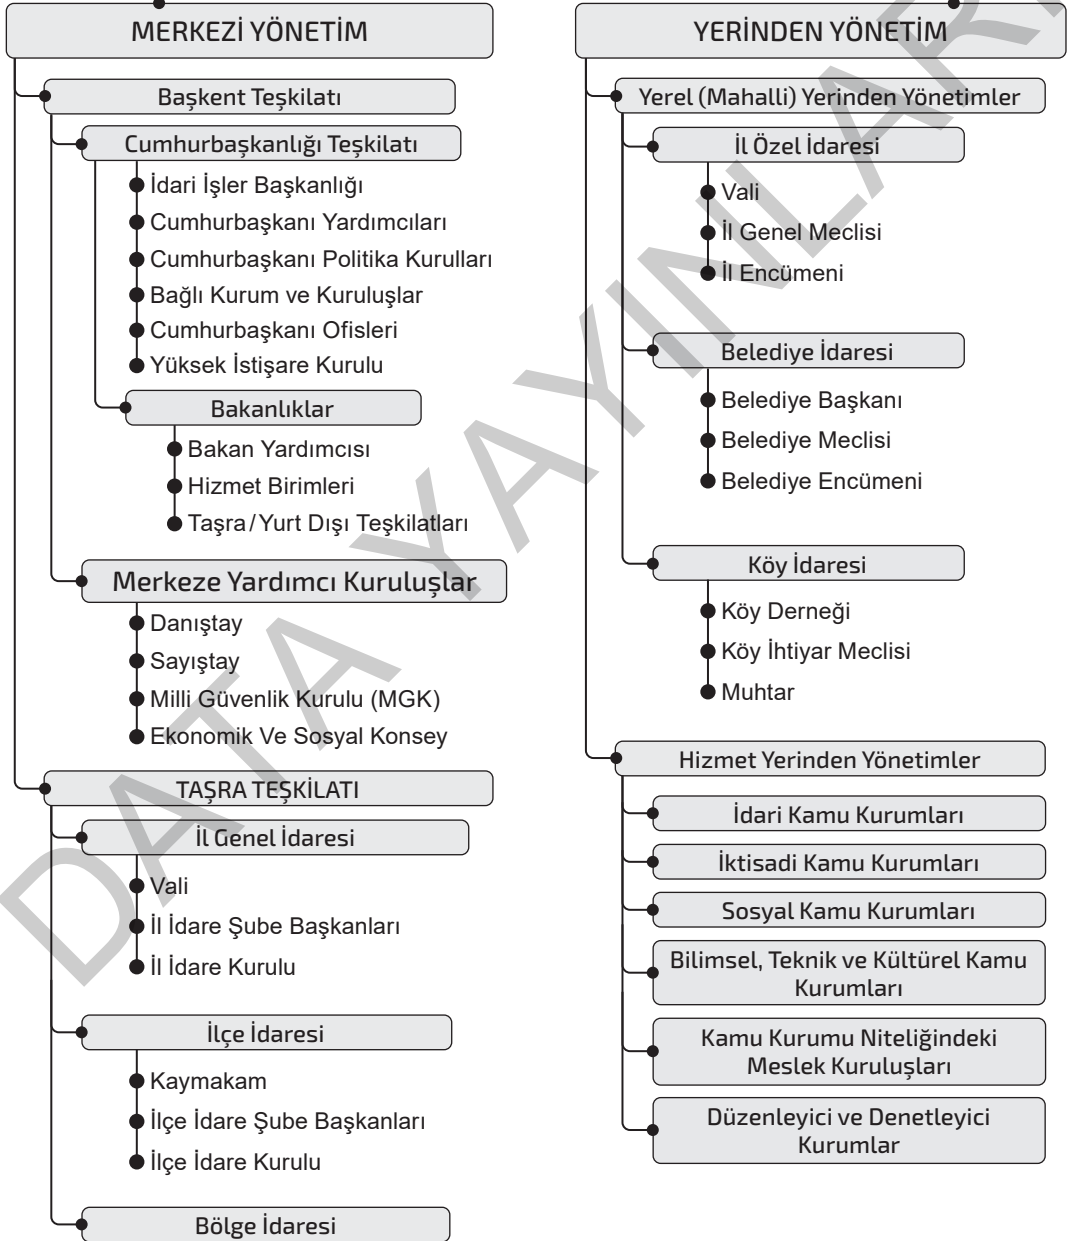 MERKEZİ YÖNETİM
Başkent Teşkilatı
Cumhurbaşkanlığı Teşkilatı
İdari İşler Başkanlığı
Cumhurbaşkanı Yardımcıları
Cumhurbaşkanı Politika Kurulları
Bağlı Kurum ve Kuruluşlar
Cumhurbaşkanı Ofisleri
Yüksek İstişare Kurulu
Bakanlıklar
Bakan Yardımcısı
Hizmet Birimleri
Taşra/Yurt Dışı Teşkilatları
Merkeze Yardımcı Kuruluşlar
Danıştay
Sayıştay
Milli Güvenlik Kurulu (MGK)
Ekonomik Ve Sosyal Konsey
TAŞRA TEŞKİLATI
İl Genel İdaresi
Vali
İl İdare Şube Başkanları
İl İdare Kurulu
İlçe İdaresi
Kaymakam
İlçe İdare Şube Başkanları
İlçe İdare Kurulu
Bölge İdaresi
YERİNDEN YÖNETİM
Yerel (Mahalli) Yerinden Yönetimler
İl Özel İdaresi
Vali
İl Genel Meclisi
İl Encümeni
Belediye İdaresi
Belediye Başkanı
Belediye Meclisi
Belediye Encümeni
Köy İdaresi
Köy Derneği
Köy İhtiyar Meclisi
Muhtar
Hizmet Yerinden Yönetimler
İdari Kamu Kurumları
İktisadi Kamu Kurumları
Sosyal Kamu Kurumları
Bilimsel, Teknik ve Kültürel Kamu
Kurumları
Kamu Kurumu Niteliğindeki
Meslek Kuruluşları
Düzenleyici ve Denetleyici
Kurumlar
DATA YAYINLARI